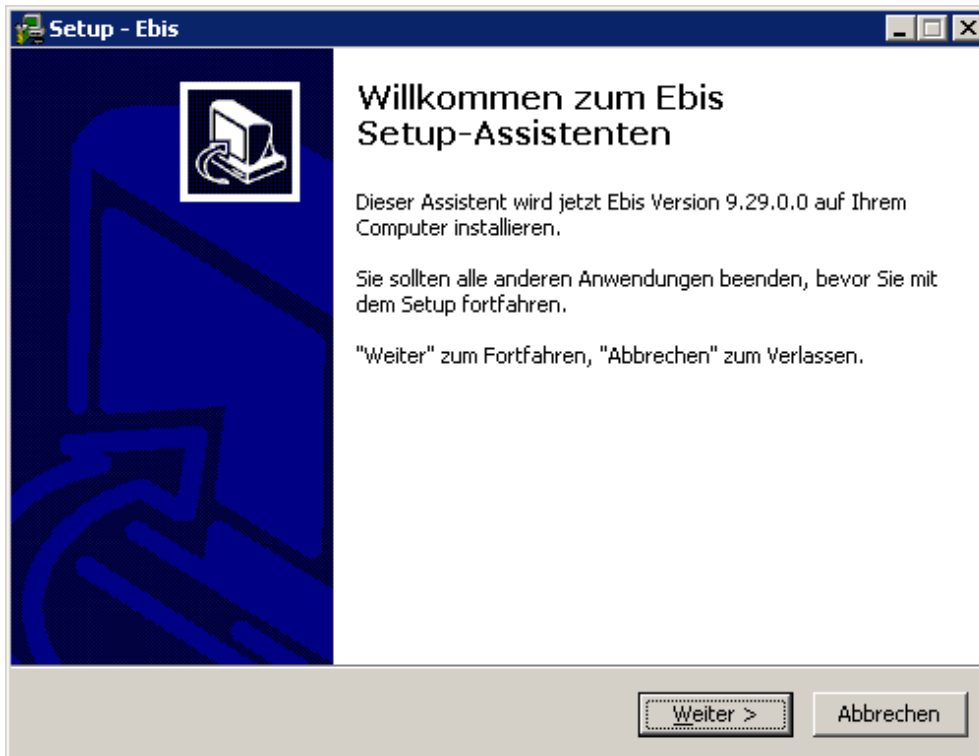 Setup - Ebis
Willkommen zum Ebis
Setup-Assistenten
Dieser Assistent wird jetzt Ebis Version 9.29.0.0 auf Ihrem
Computer installieren.
Sie sollten alle anderen Anwendungen beenden, bevor Sie mit
dem Setup fortfahren.
"Weiter" zum Fortfahren, "Abbrechen" zum Verlassen.
Weiter > Abbrechen